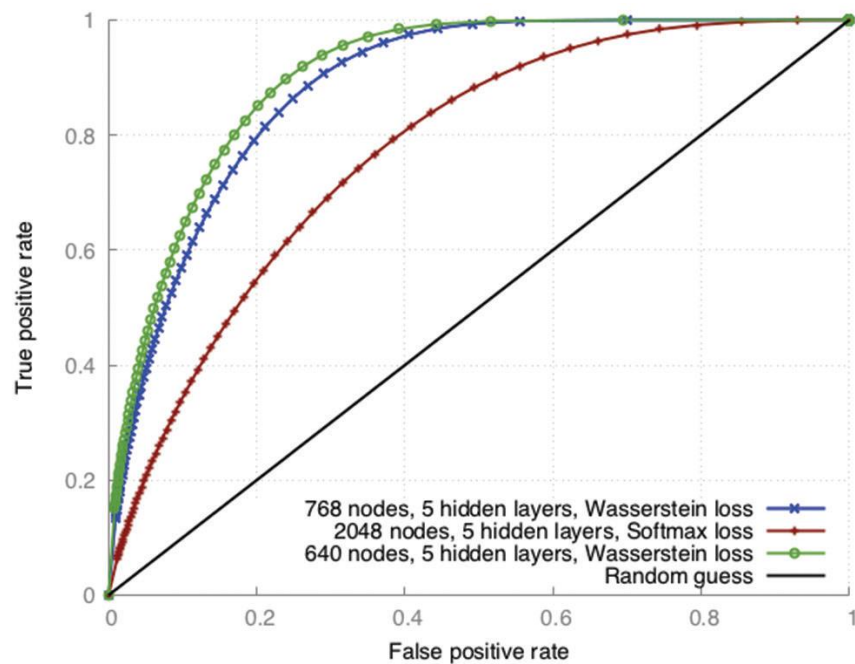 1
0.8
0.6
0.4
0.2
0
True positive rate
768 nodes, 5 hidden layers, Wasserstein loss
2048 nodes, 5 hidden layers, Softmax loss
640 nodes, 5 hidden layers, Wasserstein loss
Random guess
0 0.2 0.4 0.6 0.8 1
False positive rate